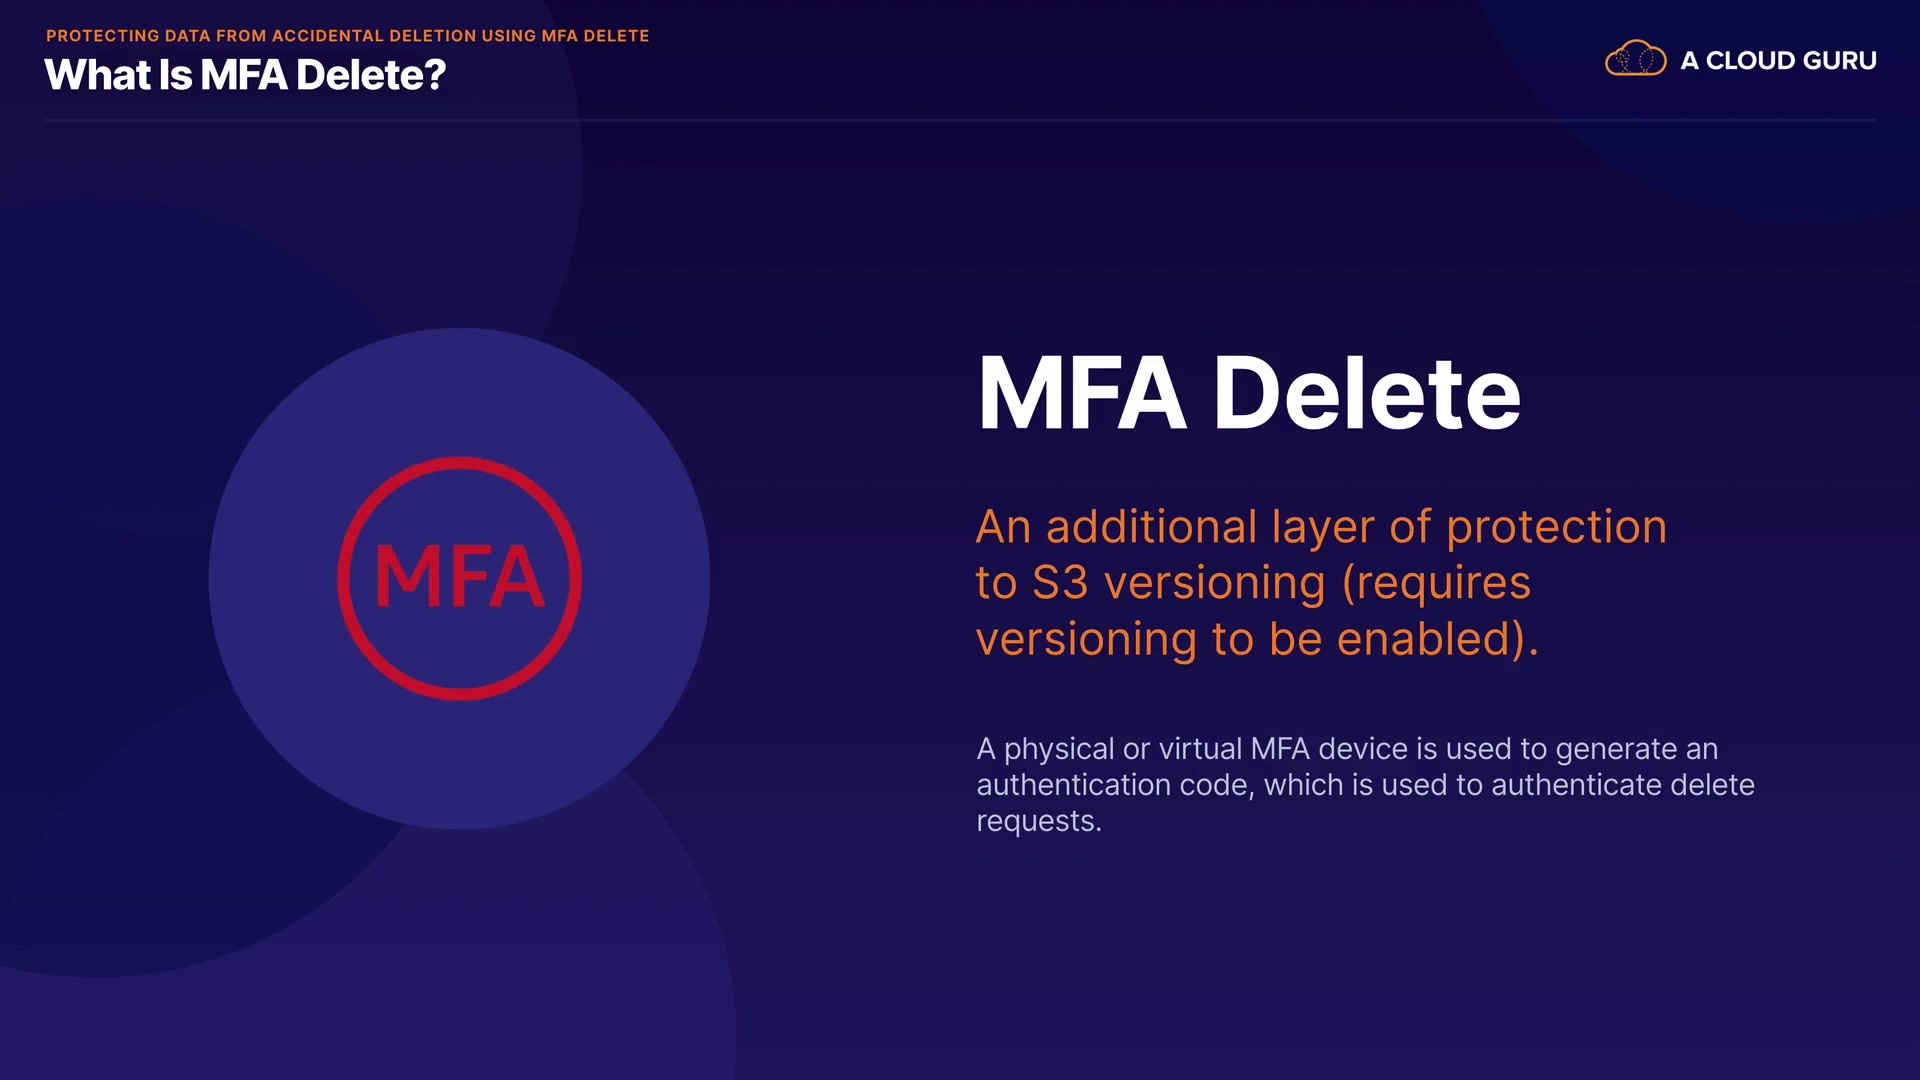 PROTECTING DATA FROM ACCIDENTAL DELETION USING MFA DELETE
What Is MFA Delete?
A CLOUD GURU
MFA
MFA Delete
An additional layer of protection
to S3 versioning (requires
versioning to be enabled).
A physical or virtual MFA device is used to generate an
authentication code, which is used to authenticate delete
requests.